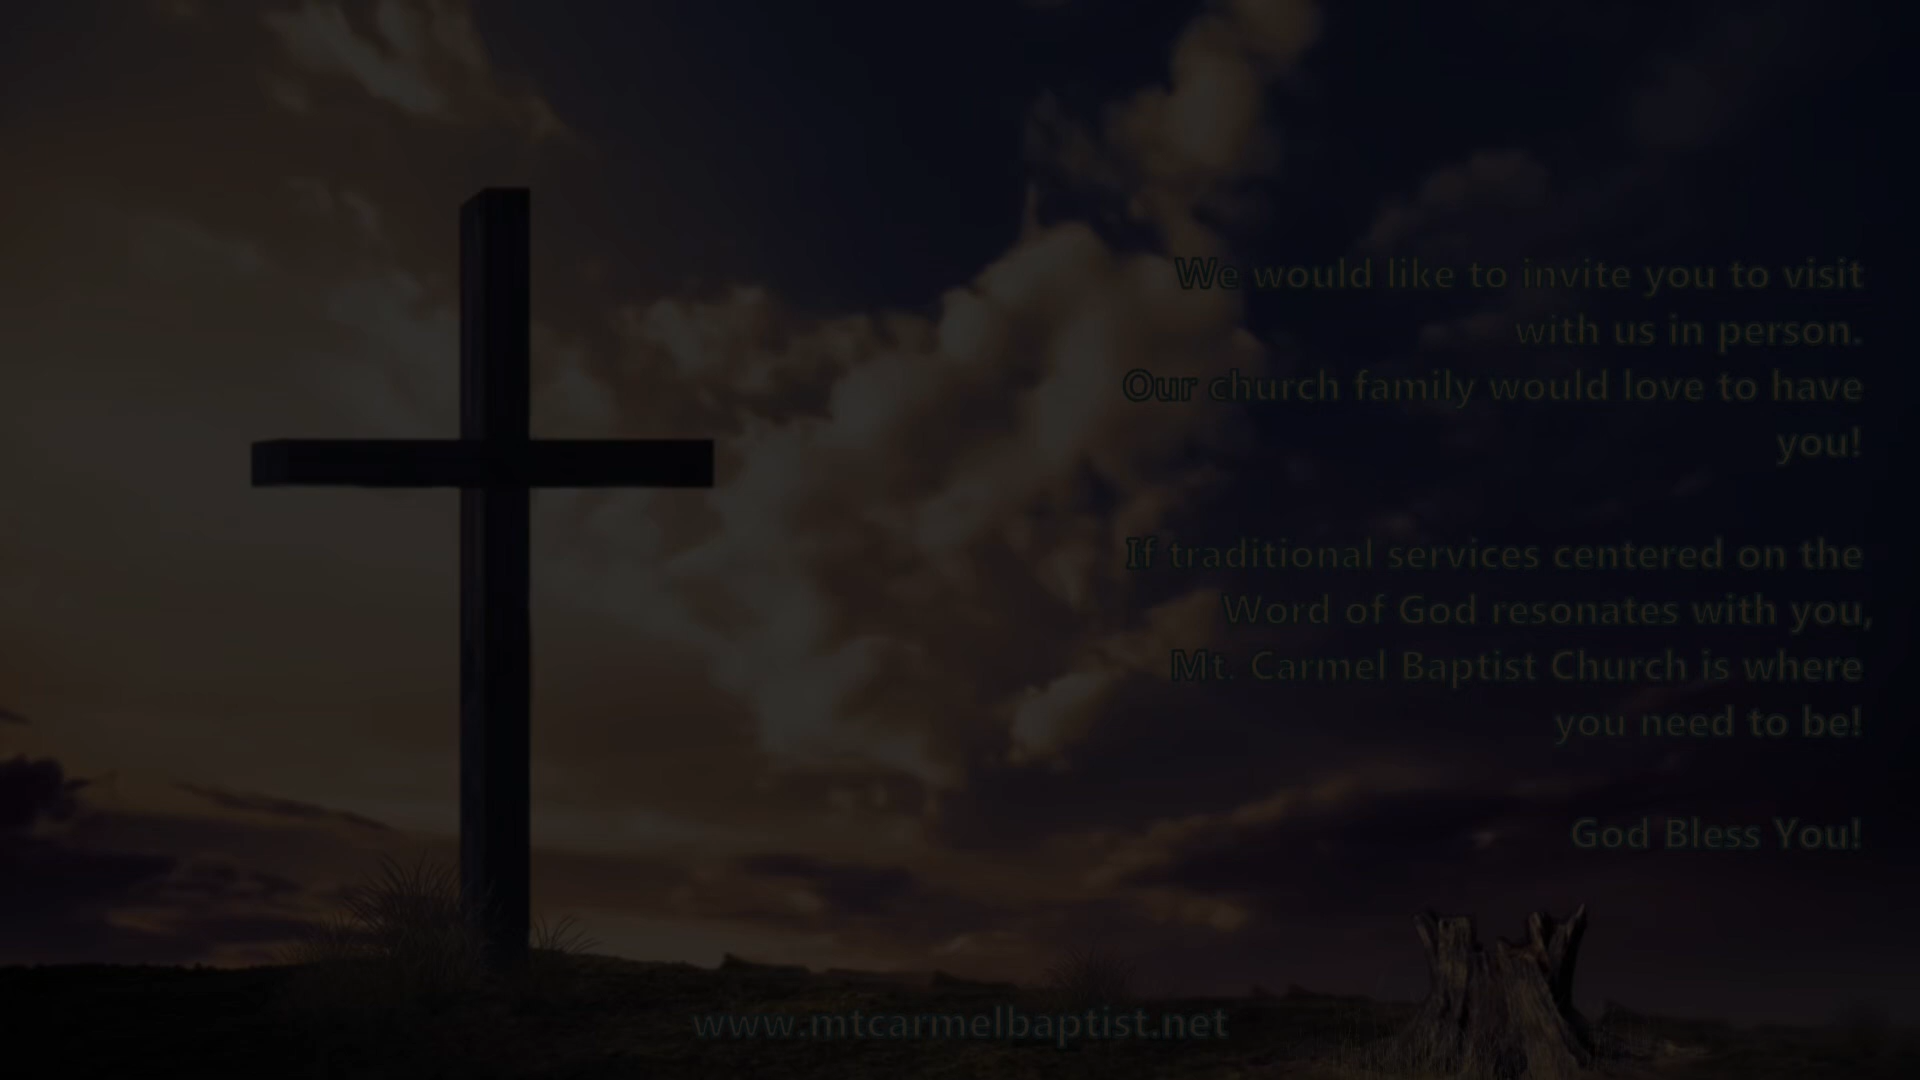 We would like to invite you to visit
with us in person.
Our church family would love to have
you!
If traditional services centered on the
Word of God resonates with you,
Mt. Carmel Baptist Church is where
you need to be!
God Bless You!
www.mtcarmelbaptist.net